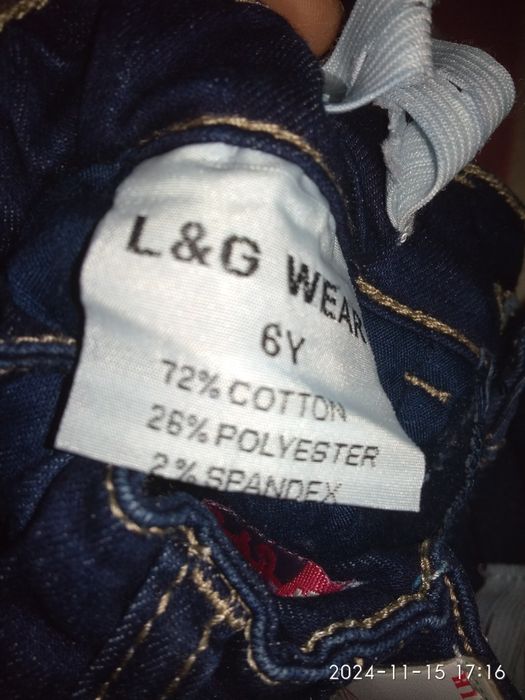 L&G WEAR
6Y
72% COTTON
26% POLYESTER
2% SPANDEX
2024-11-15 17:16